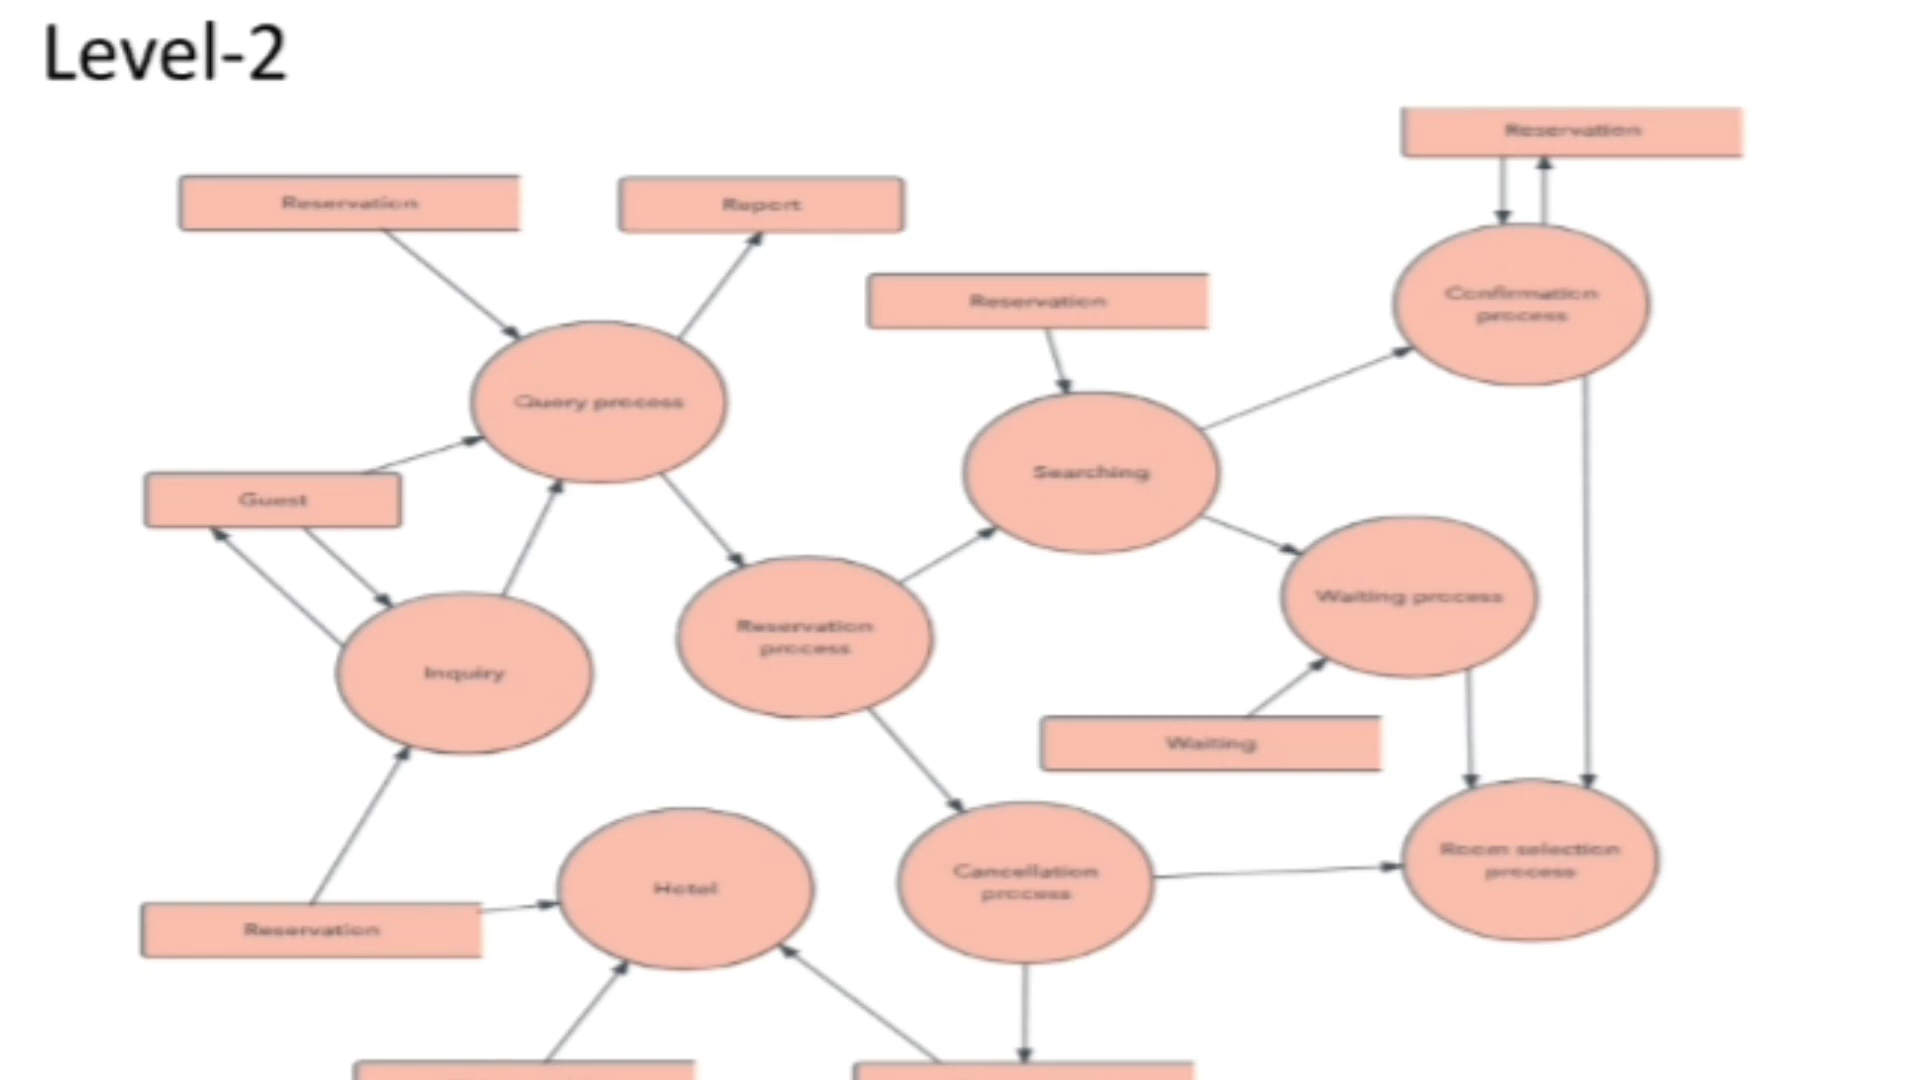 Level-2
Reservation
Reservation
Report
Reservation
Confirmation
process
Query process
Searching
Guest
Waiting process
Reservation
process
Inquiry
Waiting
Room selection
process
Cancellation
process
Hotel
Reservation